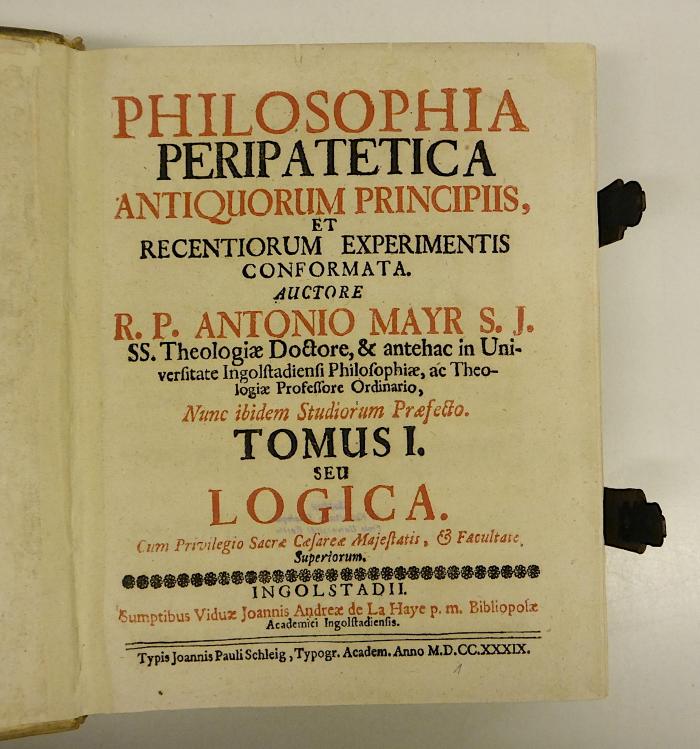 PHILOSOPHIA
PERIPATETICA
ANTIQUORUM PRINCIPIIS,
ET
RECENTIORUM EXPERIMENTIS
CONFORMATA.
AUCTORE
R. P. ANTONIO MAYR S. J.
SS. Theologiæ Doctore, & antehac in Uni-
versitate Ingolstadiensi Philosophiæ, ac Theo-
logiæ Professore Ordinario,
Nunc ibidem Studiorum Præfecto.
TOMUS I.
SEU
LOGICA.
Cum Privilegio Sacræ Cæsareæ Majestatis, & Facultate
Superiorum.
INGOLSTADII.
Sumptibus Viduæ Joannis Andreæ de La Haye p. m. Bibliopolæ
Academici Ingolstadiensis.
Typis Joannis Pauli Schleig, Typogr. Academ. Anno M.D.CC.XXXIX.
1